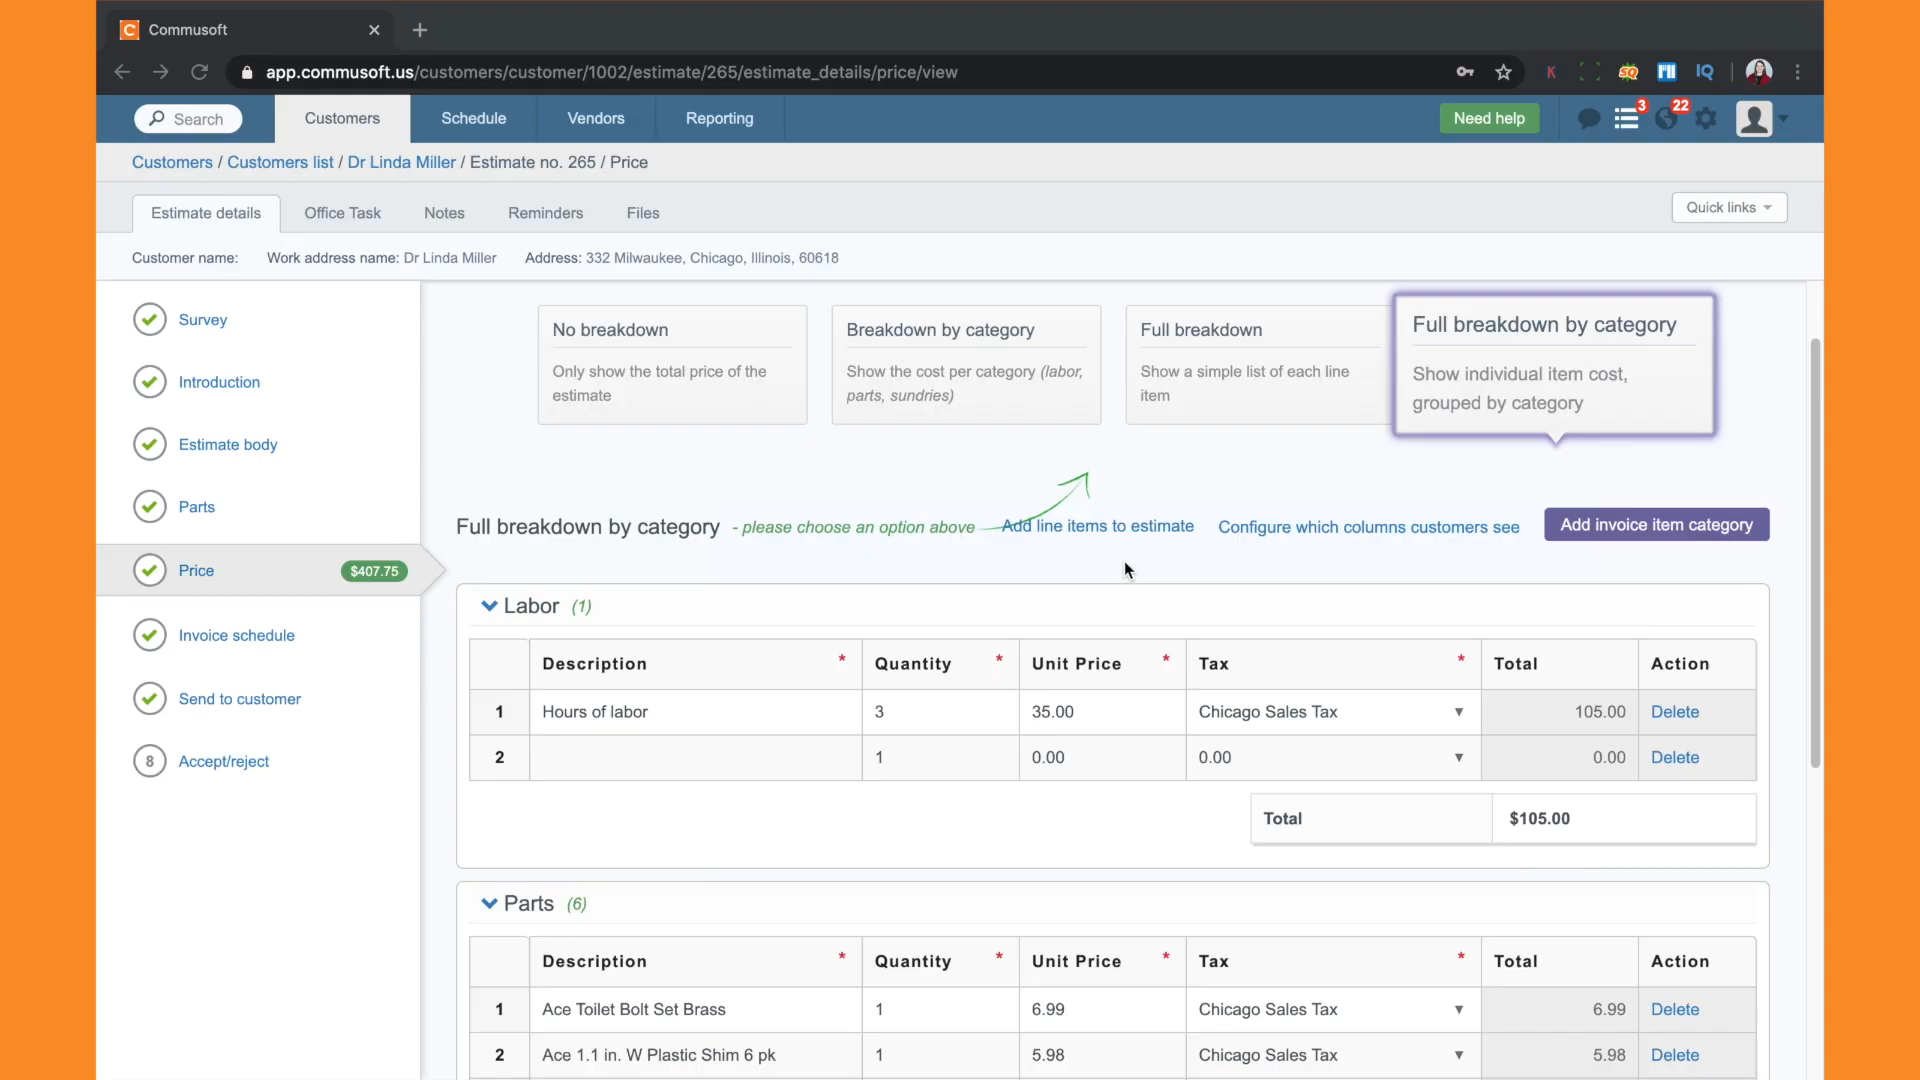 Commusoft
app.commusoft.us/customers/customer/1002/estimate/265/estimate_details/price/view
K
SQ
IQ
Search
Customers
Schedule
Vendors
Reporting
Need help
3
22
Customers / Customers list / Dr Linda Miller / Estimate no. 265 / Price
Estimate details
Office Task
Notes
Reminders
Files
Quick links
Customer name:
Work address name: Dr Linda Miller
Address: 332 Milwaukee, Chicago, Illinois, 60618
Survey
Introduction
Estimate body
Parts
Price
$407.75
Invoice schedule
Send to customer
8
Accept/reject
No breakdown
Only show the total price of the
estimate
Breakdown by category
Show the cost per category (labor,
parts, sundries)
Full breakdown
Show a simple list of each line
item
Full breakdown by category
Show individual item cost,
grouped by category
Full breakdown by category - please choose an option above
Add line items to estimate
Configure which columns customers see
Add invoice item category
Labor (1)
Description * Quantity * Unit Price * Tax * Total Action
1 Hours of labor 3 35.00 Chicago Sales Tax 105.00 Delete
2 1 0.00 0.00 0.00 Delete
Total $105.00
Parts (6)
Description * Quantity * Unit Price * Tax * Total Action
1 Ace Toilet Bolt Set Brass 1 6.99 Chicago Sales Tax 6.99 Delete
2 Ace 1.1 in. W Plastic Shim 6 pk 1 5.98 Chicago Sales Tax 5.98 Delete